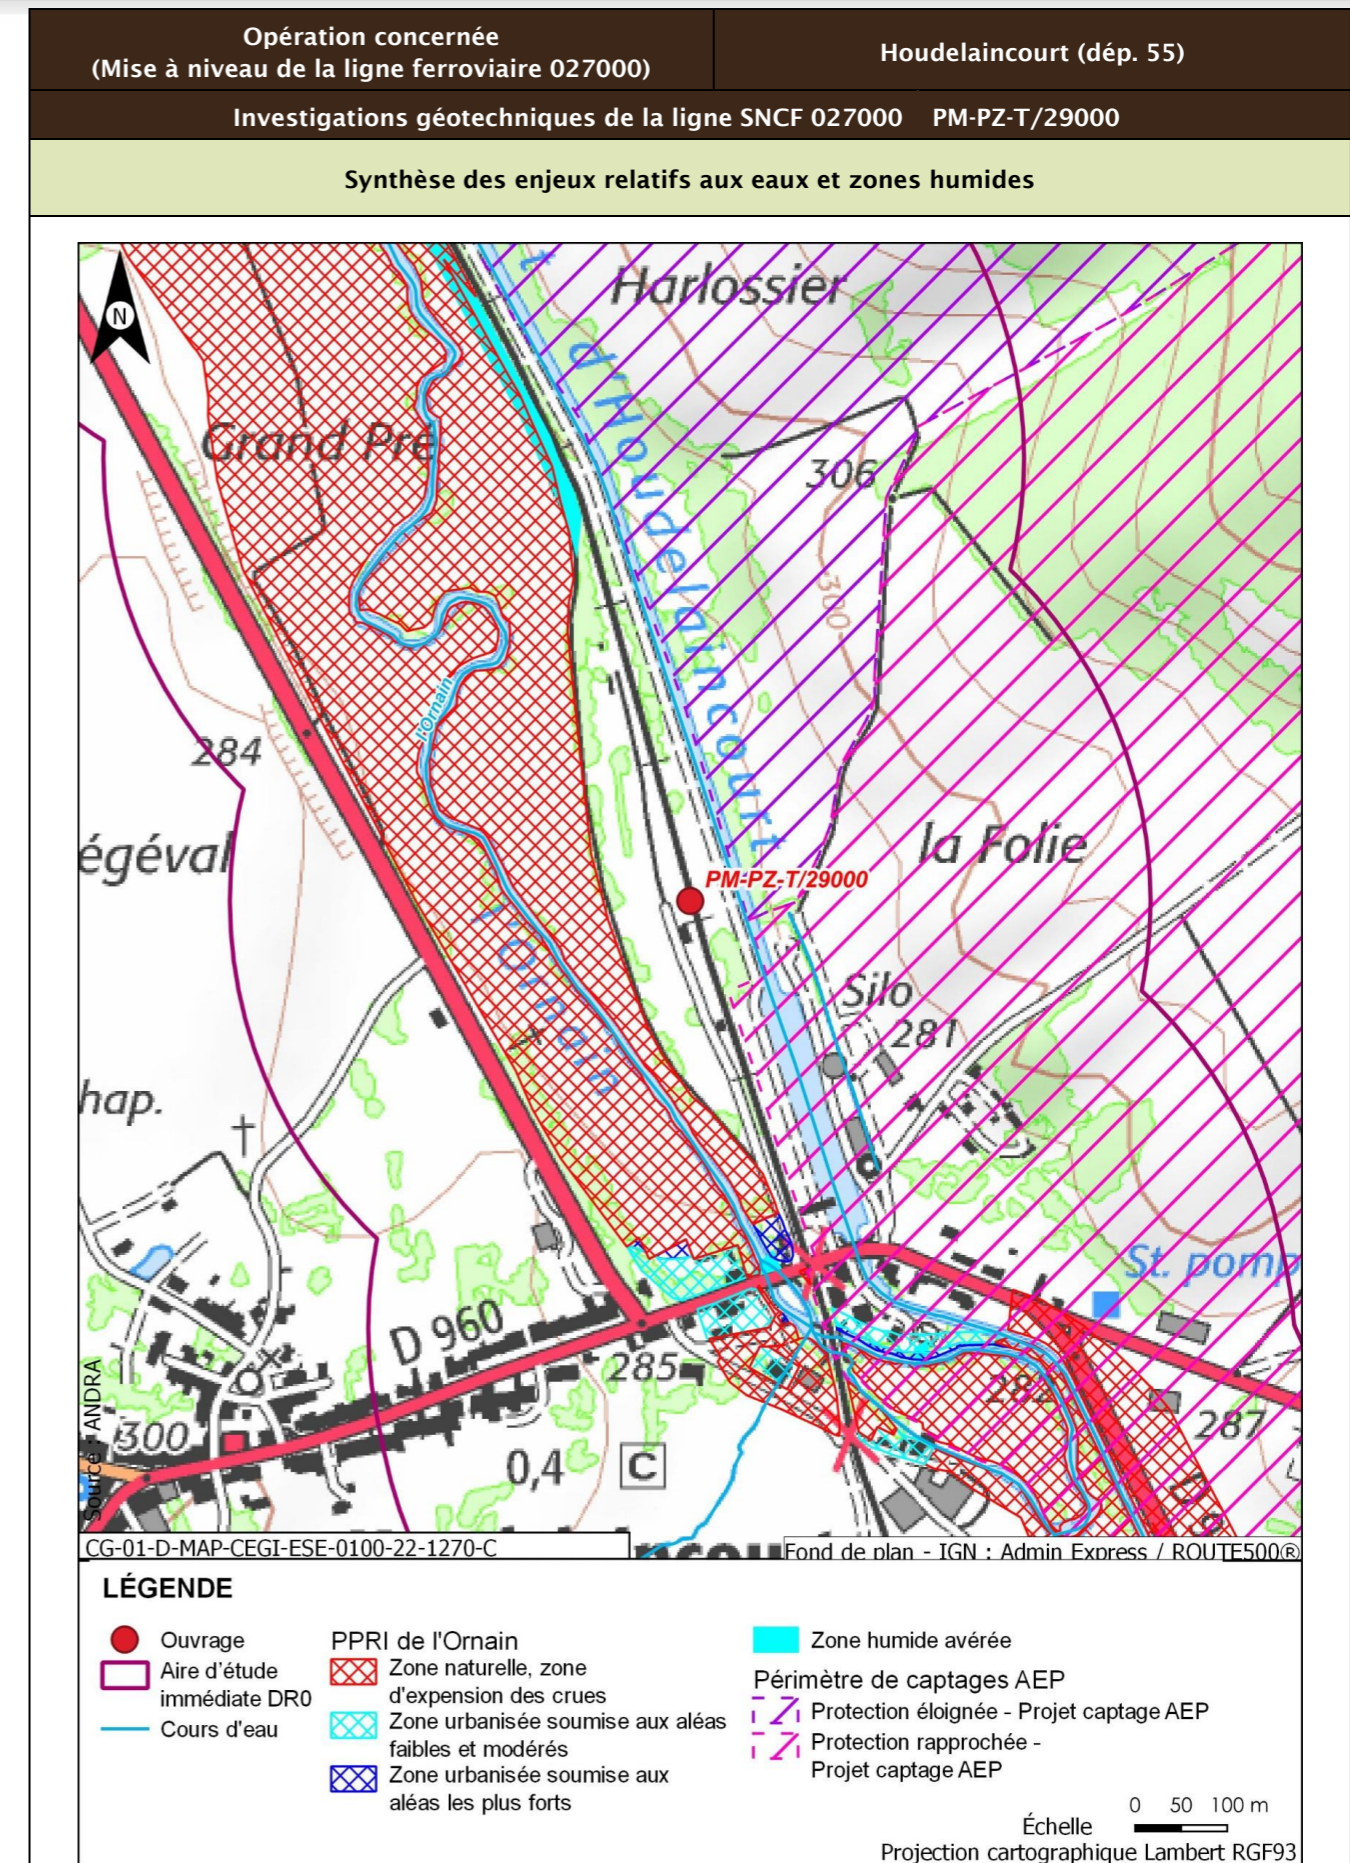 Opération concernée
(Mise à niveau de la ligne ferroviaire 027000)
Houdelaincourt (dép. 55)
Investigations géotechniques de la ligne SNCF 027000 PM-PZ-T/29000
Synthèse des enjeux relatifs aux eaux et zones humides
N
Harlossier
t d'Houdelaincourt
Grand Pré
306
300
l'Ornain
284
égéval
la Folie
PM-PZ-T/29000
l'Ornain
Silo
281
hap.
St. pomp
D 960
285
282
287
300
0,4
C
Source : ANDRA
CG-01-D-MAP-CEGI-ESE-0100-22-1270-C
Fond de plan - IGN : Admin Express / ROUTE500®
LÉGENDE
Ouvrage
Aire d'étude
immédiate DR0
Cours d'eau
PPRI de l'Ornain
Zone naturelle, zone
d'expension des crues
Zone urbanisée soumise aux aléas
faibles et modérés
Zone urbanisée soumise aux
aléas les plus forts
Zone humide avérée
Périmètre de captages AEP
Protection éloignée - Projet captage AEP
Protection rapprochée -
Projet captage AEP
0 50 100 m
Échelle
Projection cartographique Lambert RGF93